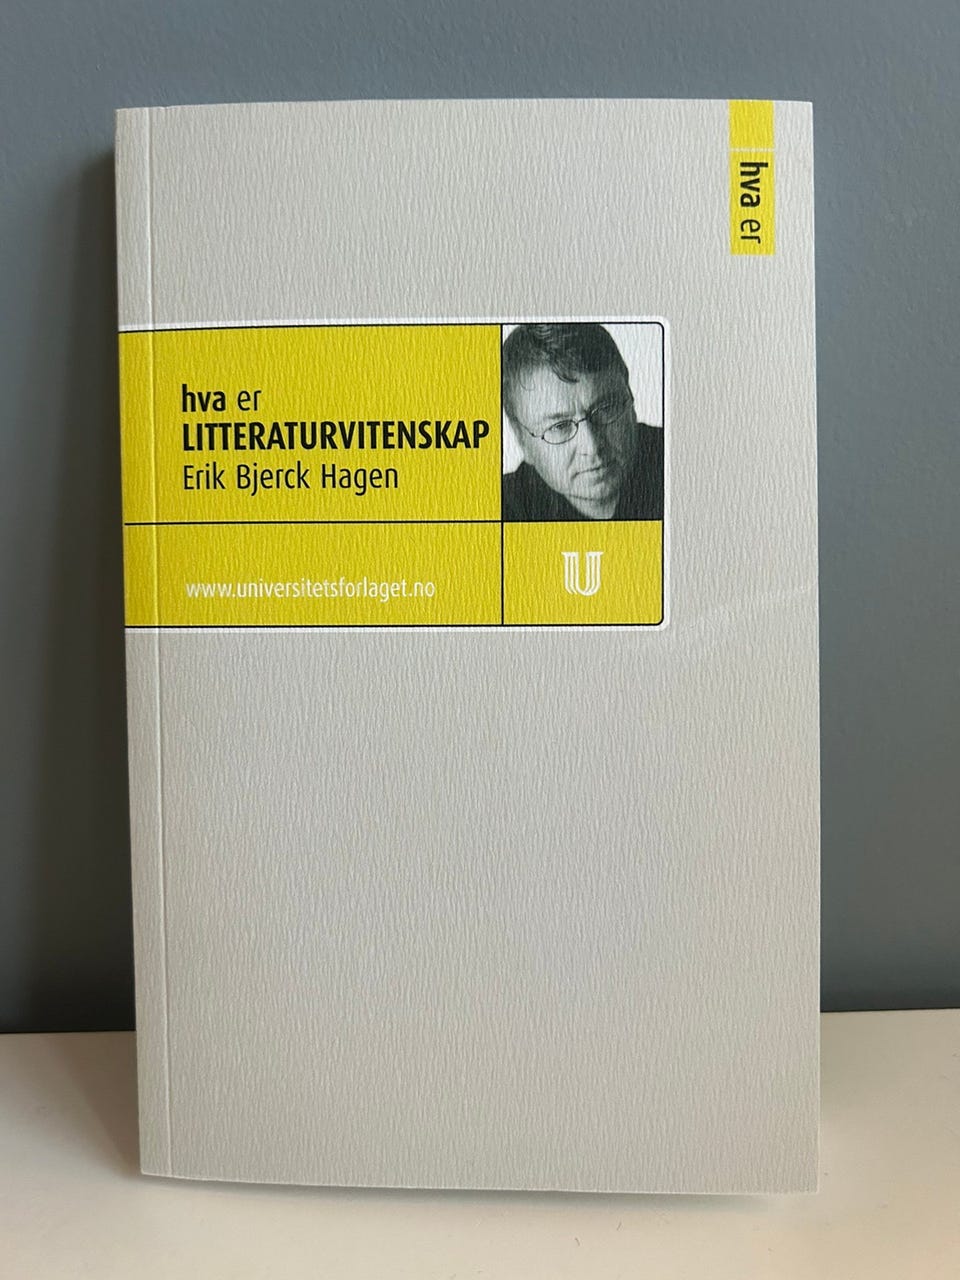 hva er
hva er
LITTERATURVITENSKAP
Erik Bjerck Hagen
www.universitetsforlaget.no
U